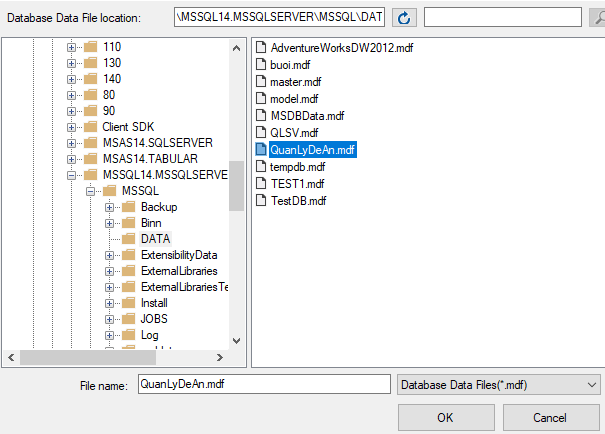 Database Data File location:
\MSSQL14.MSSQLSERVER\MSSQL\DAT
110
130
140
80
90
Client SDK
MSAS14.SQLSERVER
MSAS14.TABULAR
MSSQL14.MSSQLSERVE
MSSQL
Backup
Binn
DATA
ExtensibilityData
ExternalLibraries
ExternalLibrariesTe
Install
JOBS
Log
AdventureWorksDW2012.mdf
buoi.mdf
master.mdf
model.mdf
MSDBData.mdf
QLSV.mdf
QuanLyDeAn.mdf
tempdb.mdf
TEST1.mdf
TestDB.mdf
File name:
QuanLyDeAn.mdf
Database Data Files(*.mdf)
OK
Cancel